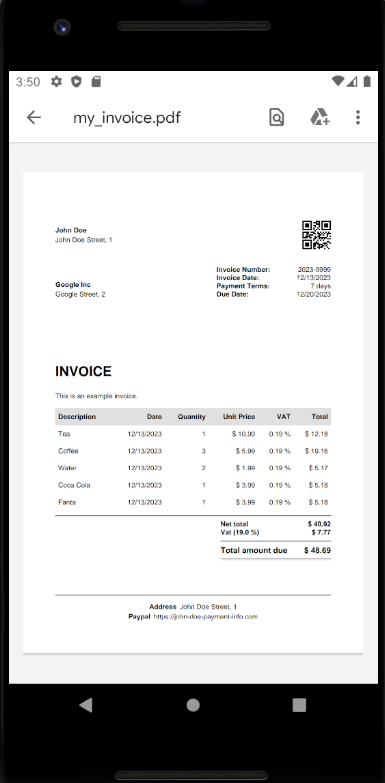 3:50
my_invoice.pdf
John Doe
John Doe Street, 1
Invoice Number: 2023-9999
Invoice Date: 12/13/2023
Payment Terms: 7 days
Due Date: 12/20/2023
Google Inc
Google Street, 2
INVOICE
This is an example invoice.
Description Date Quantity Unit Price VAT Total
Tea 12/13/2023 1 $ 10.99 0.19 % $ 12.18
Coffee 12/13/2023 3 $ 5.99 0.19 % $ 19.16
Water 12/13/2023 2 $ 1.99 0.19 % $ 5.17
Coca Cola 12/13/2023 1 $ 3.99 0.19 % $ 5.18
Fanta 12/13/2023 1 $ 3.99 0.19 % $ 5.18
Net total $ 40.92
Vat (19.0 %) $ 7.77
Total amount due $ 48.69
Address John Doe Street, 1
Paypal https://john-doe-payment-info.com